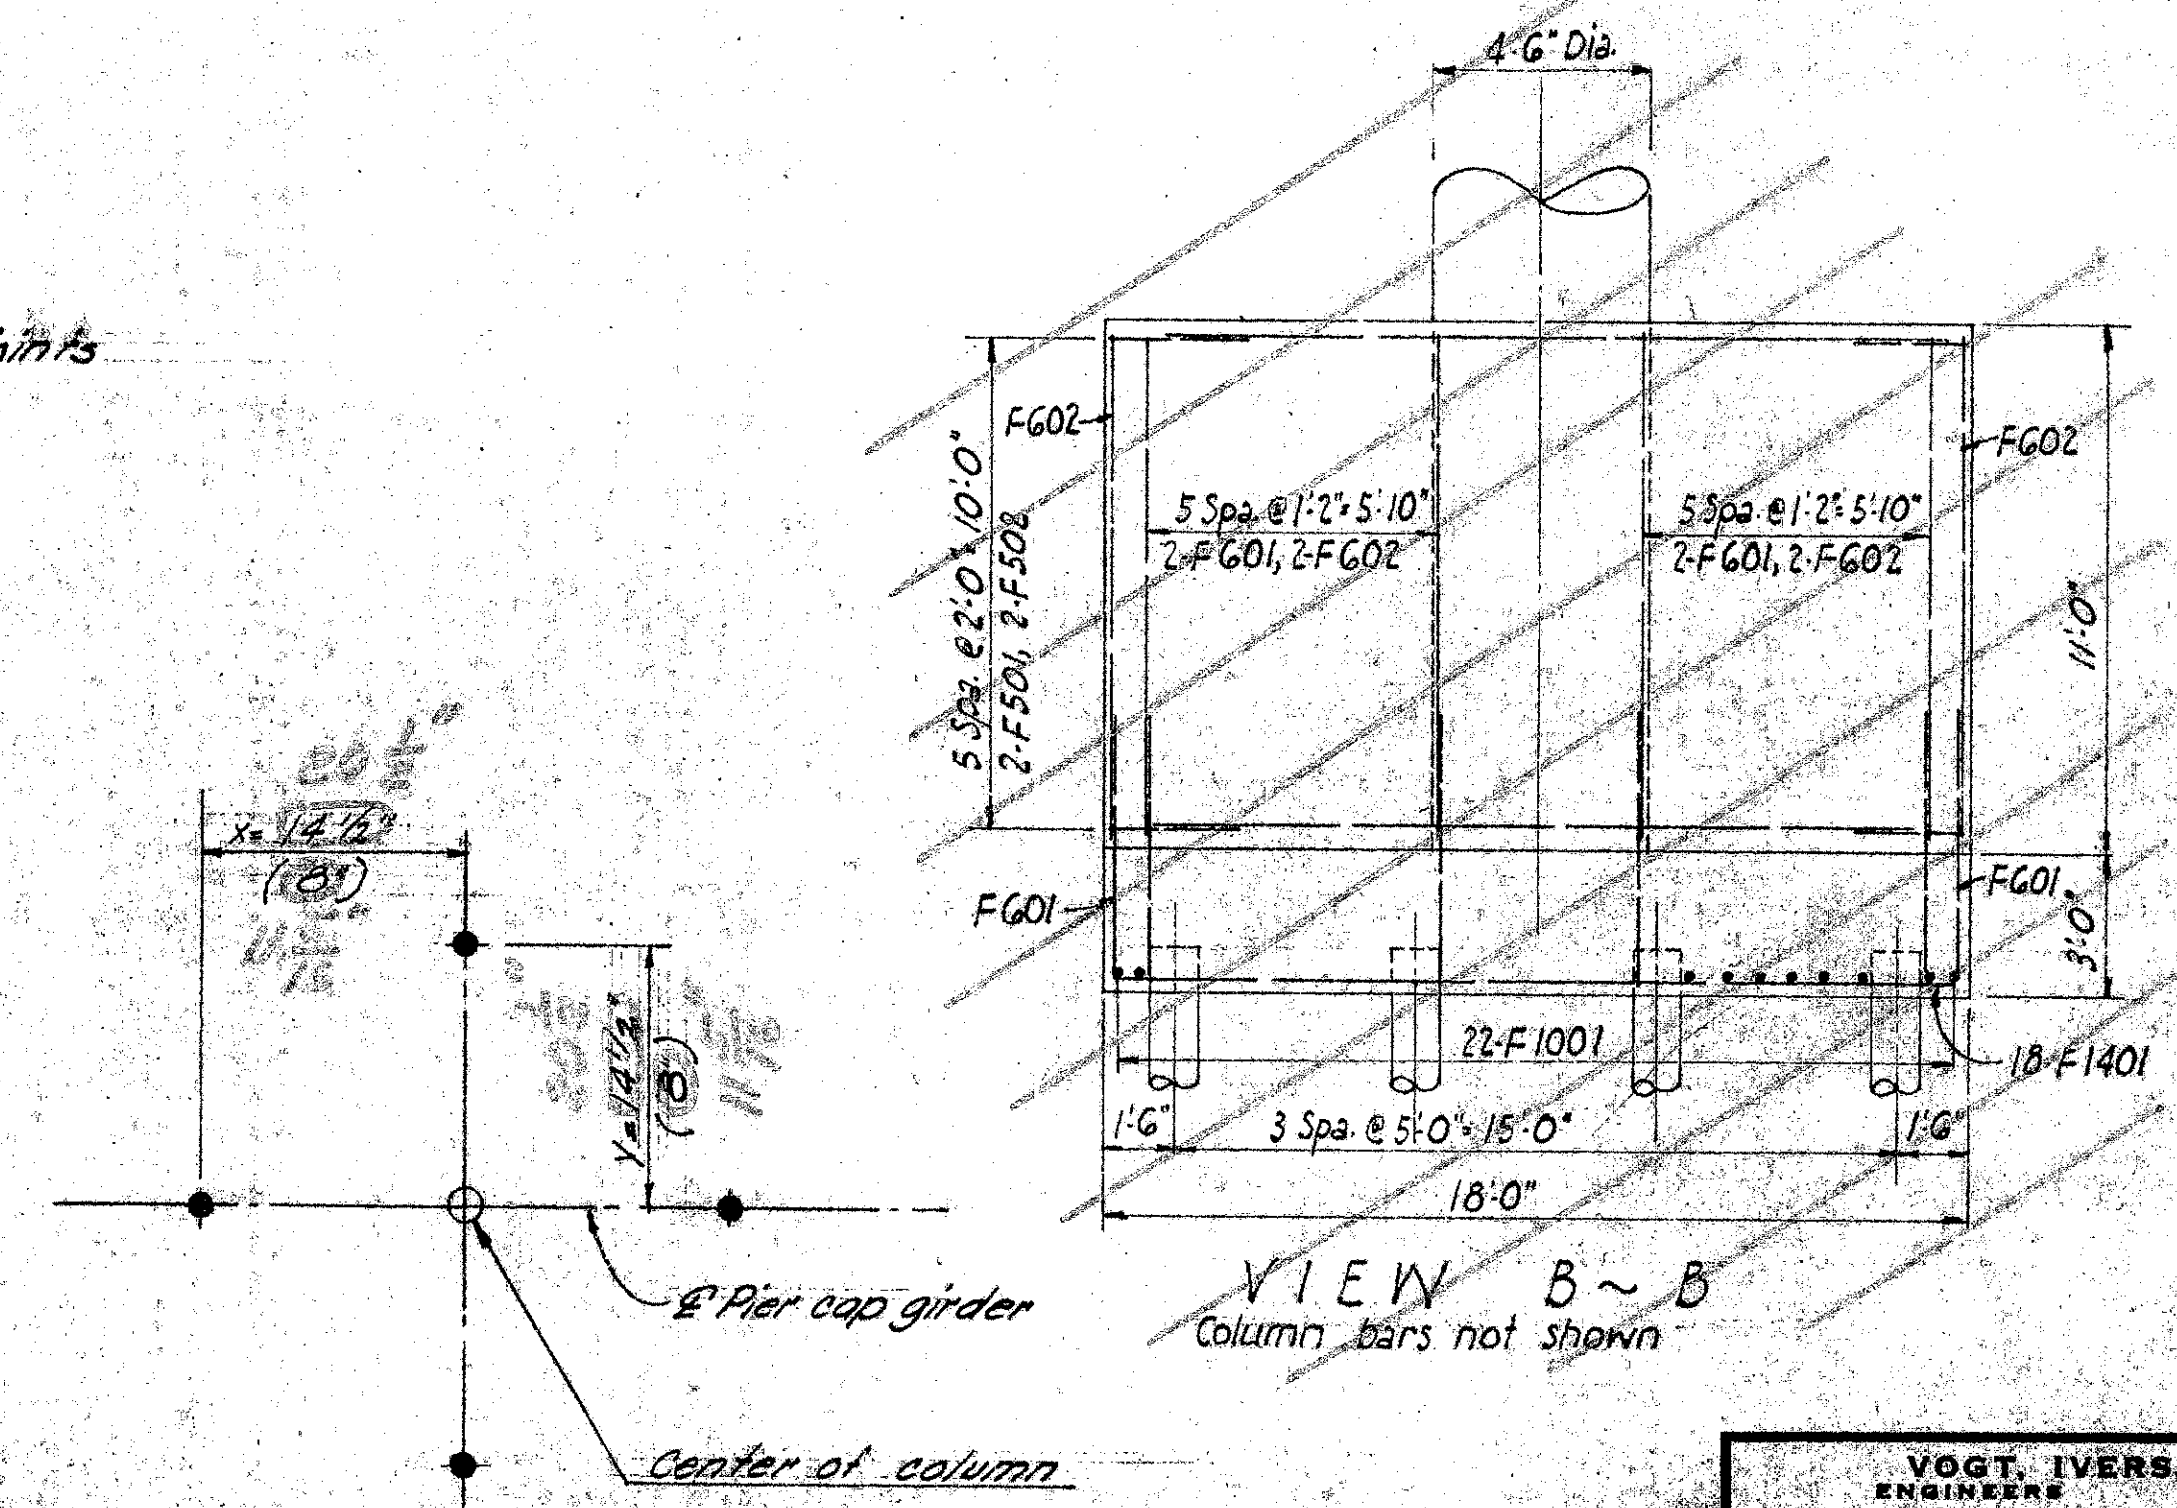 4'-6" Dia.
F602
F602
5 Spa. @ 2'-0" = 10'-0"
2-F501, 2-F502
5 Spa. @ 1'-2" = 5'-10"
2-F601, 2-F602
5 Spa. @ 1'-2" = 5'-10"
2-F601, 2-F602
11'-0"
x = 14 1/2"
(8")
F601
F601
3'-0"
y = 14 1/2"
(8")
22-F1001
18-F1401
1'-6"
3 Spa. @ 5'-0" = 15'-0"
1'-6"
18'-0"
VIEW B~B
Column bars not shown
℄ Pier cap girder
Center of column
VOGT, IVERS
ENGINEERS